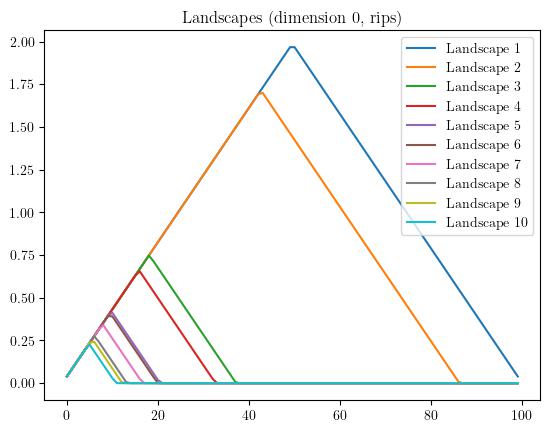 Landscapes (dimension 0, rips)
2.00
1.75
1.50
1.25
1.00
0.75
0.50
0.25
0.00
0 20 40 60 80 100
Landscape 1
Landscape 2
Landscape 3
Landscape 4
Landscape 5
Landscape 6
Landscape 7
Landscape 8
Landscape 9
Landscape 10